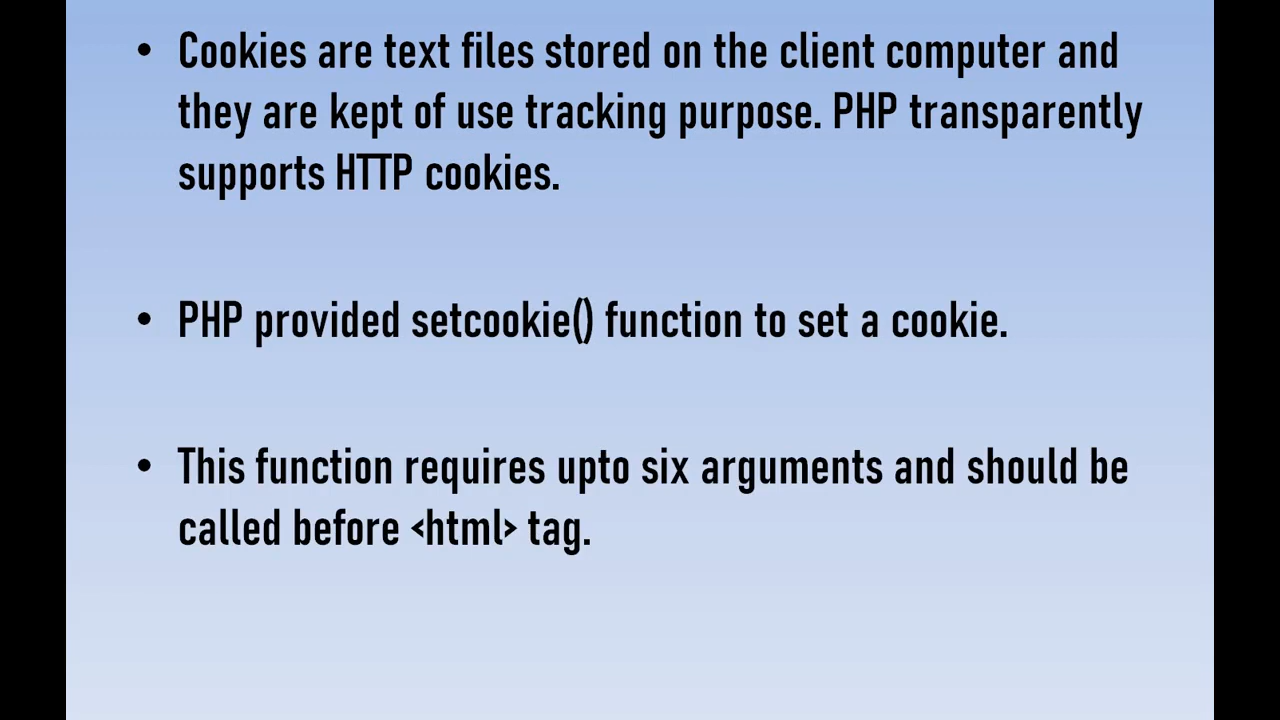 • Cookies are text files stored on the client computer and
they are kept of use tracking purpose. PHP transparently
supports HTTP cookies.
• PHP provided setcookie() function to set a cookie.
• This function requires upto six arguments and should be
called before <html> tag.